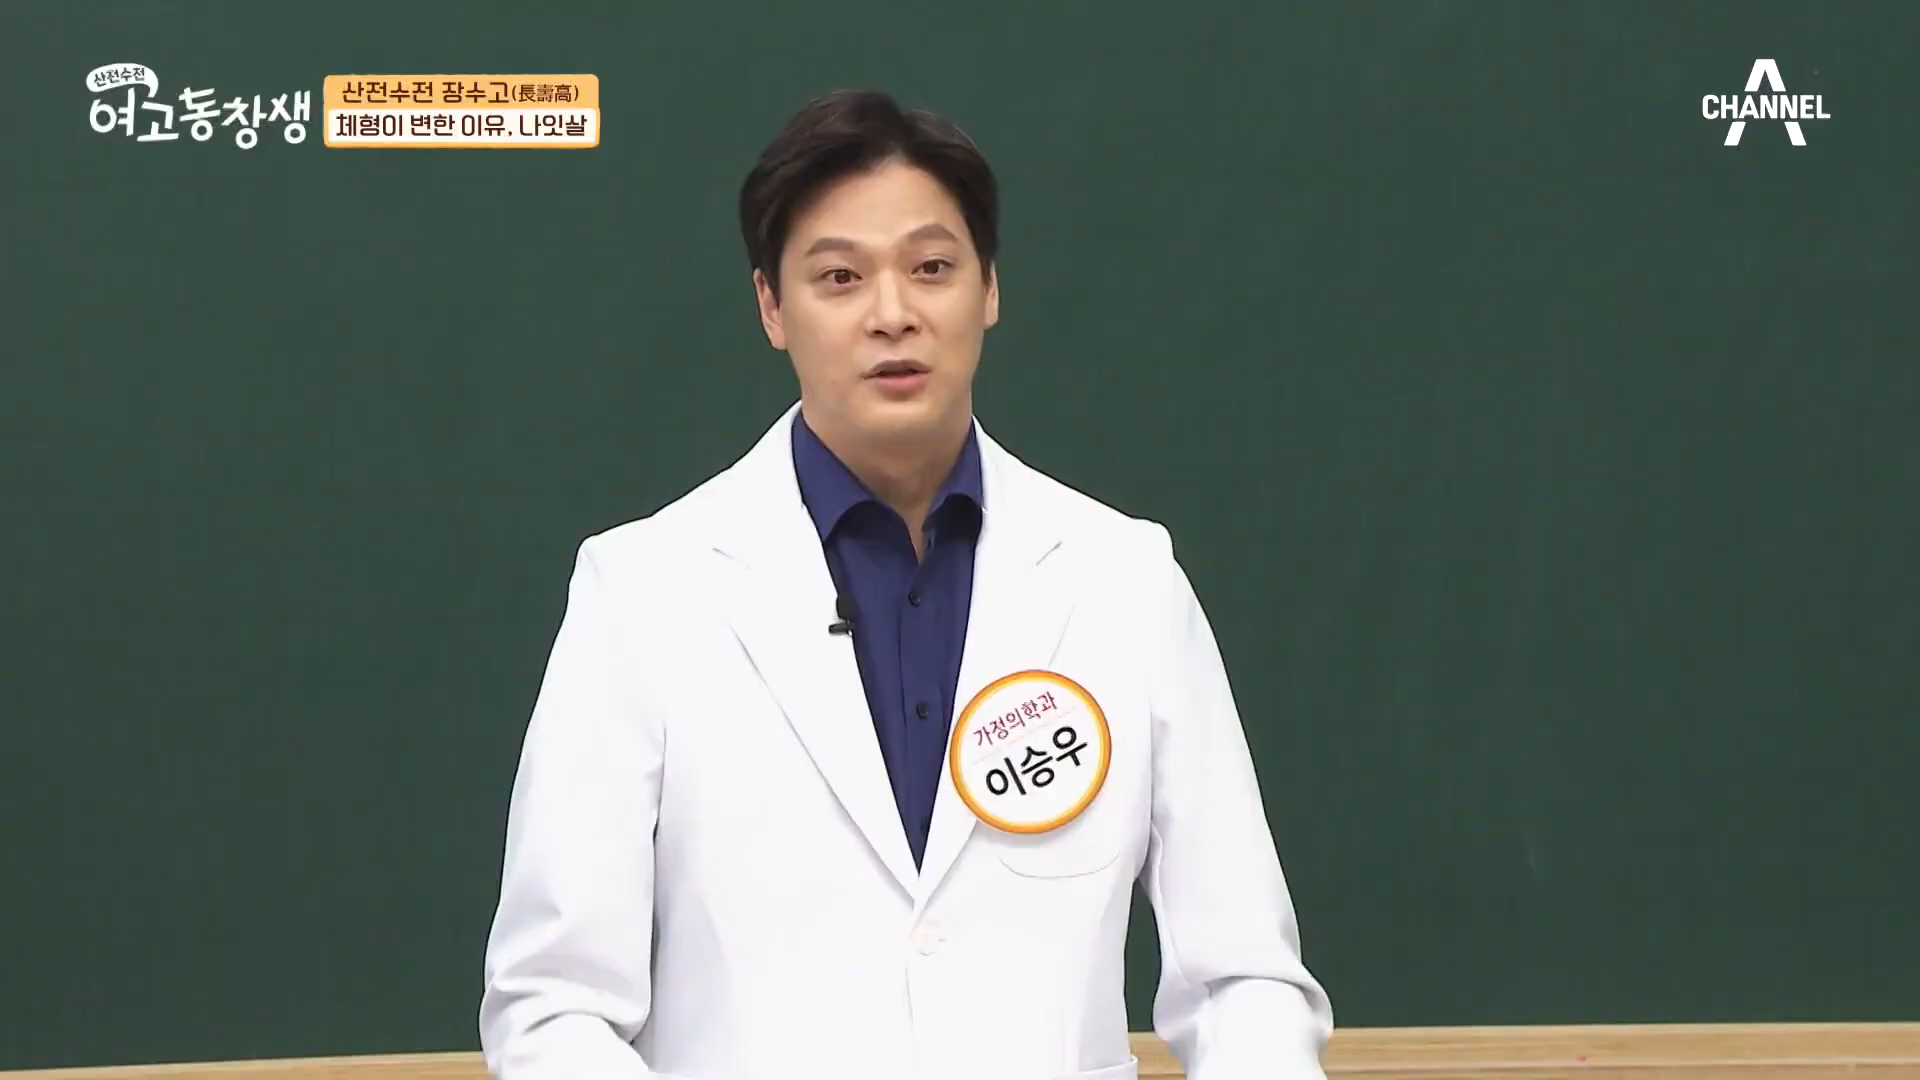 산전수전
여고동창생
산전수전 장수고(長壽高)
체형이 변한 이유, 나잇살
CHANNEL A
가정의학과
이승우